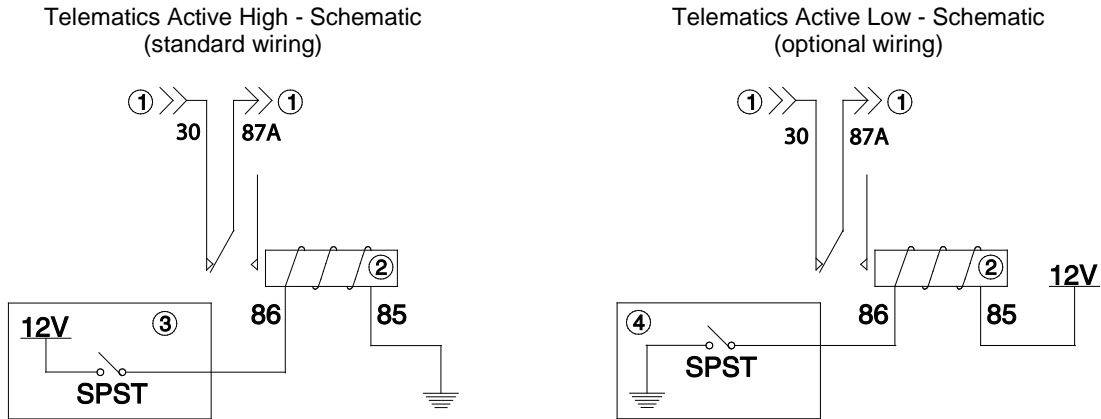 Telematics Active High - Schematic
(standard wiring)
1 1
30 87A
2
86 85
12V 3
SPST
Telematics Active Low - Schematic
(optional wiring)
1 1
30 87A
2
12V
86 85
4
SPST